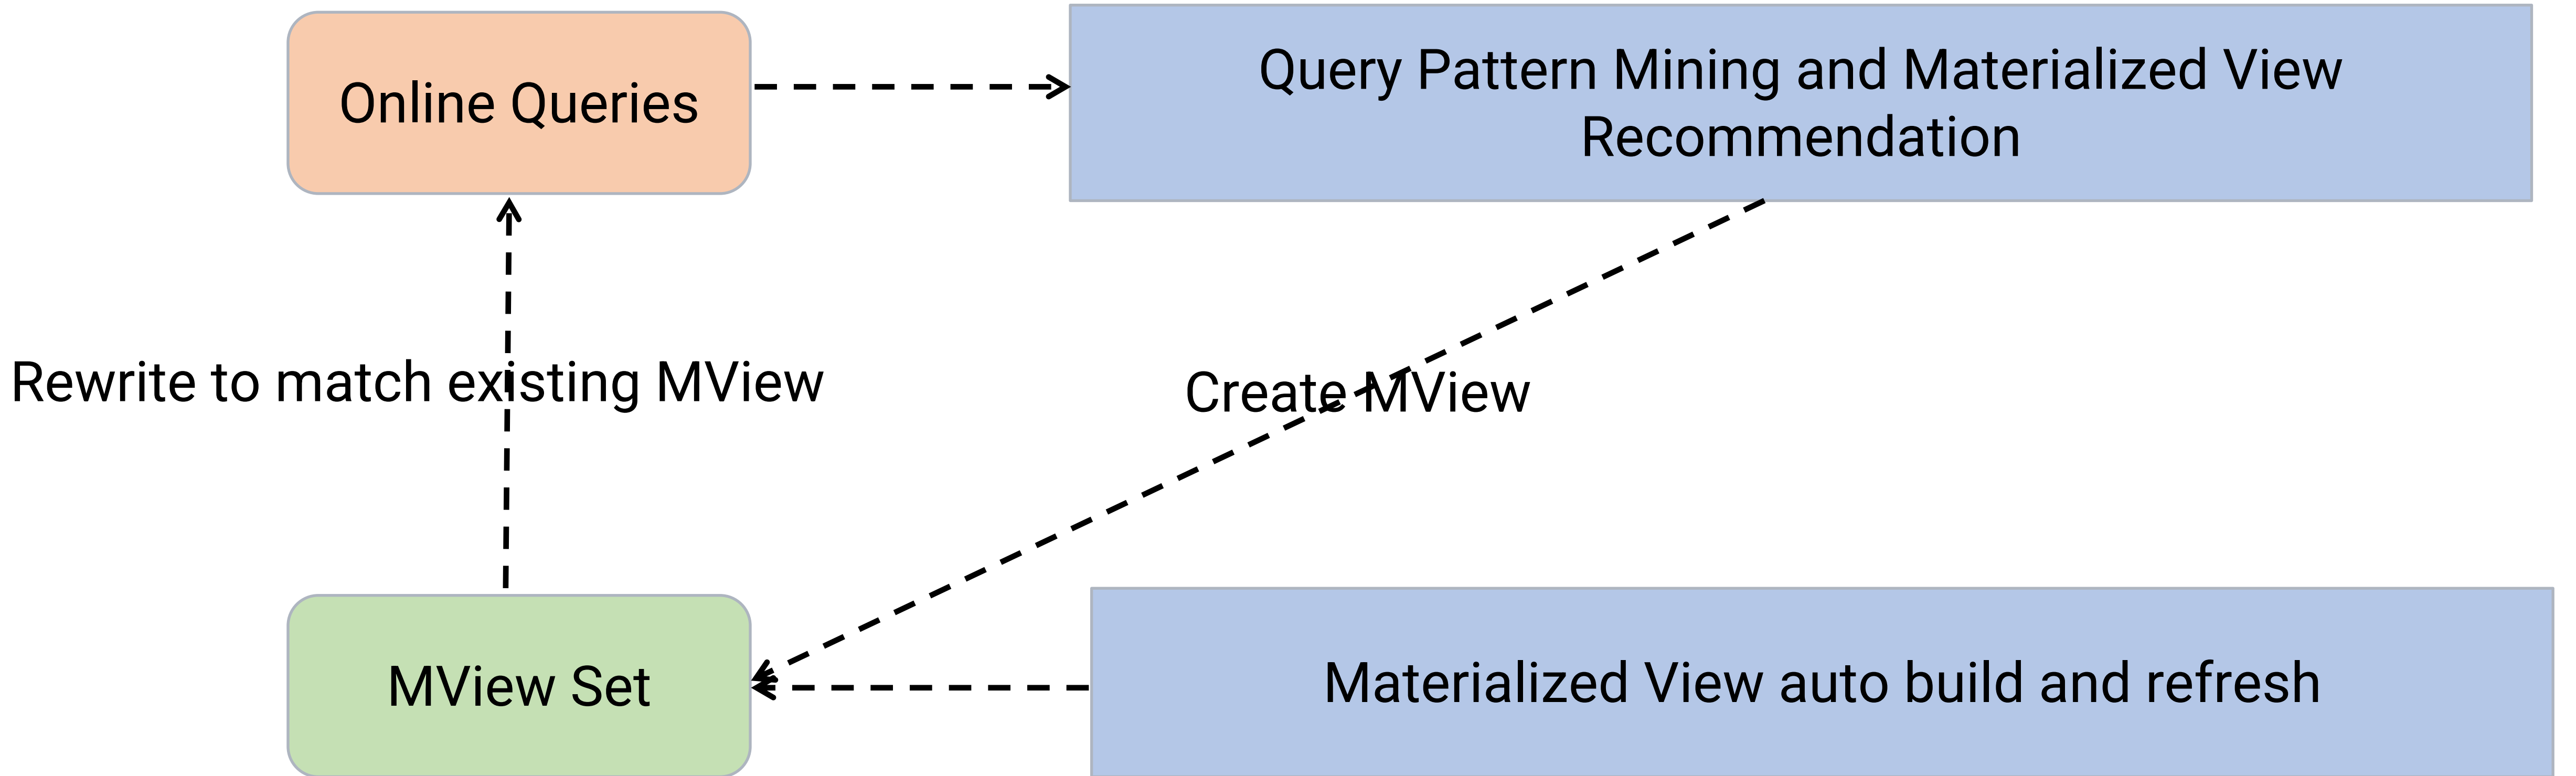 Online Queries
Query Pattern Mining and Materialized View
Recommendation
Rewrite to match existing MView
Create MView
MView Set
Materialized View auto build and refresh